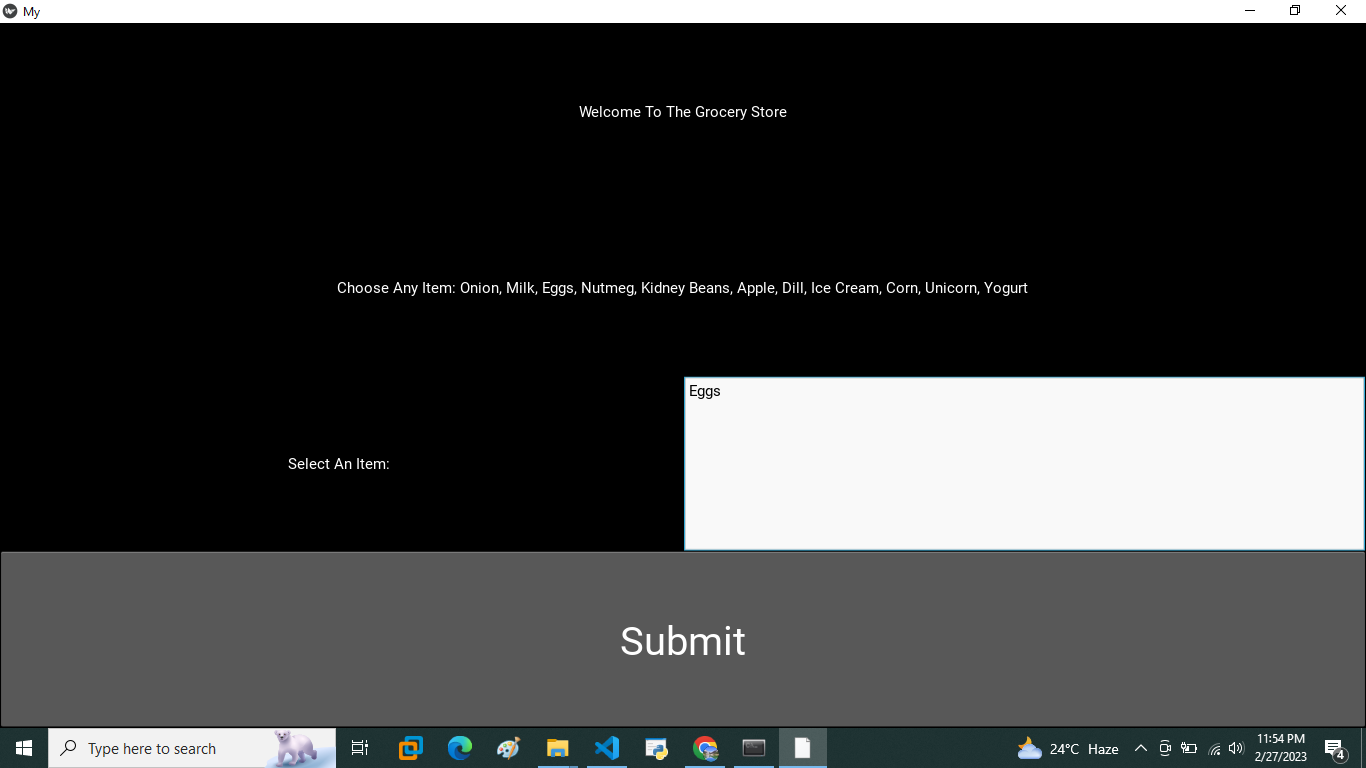 My
Welcome To The Grocery Store
Choose Any Item: Onion, Milk, Eggs, Nutmeg, Kidney Beans, Apple, Dill, Ice Cream, Corn, Unicorn, Yogurt
Eggs
Select An Item:
Submit
Type here to search
24°C Haze
11:54 PM
2/27/2023
4